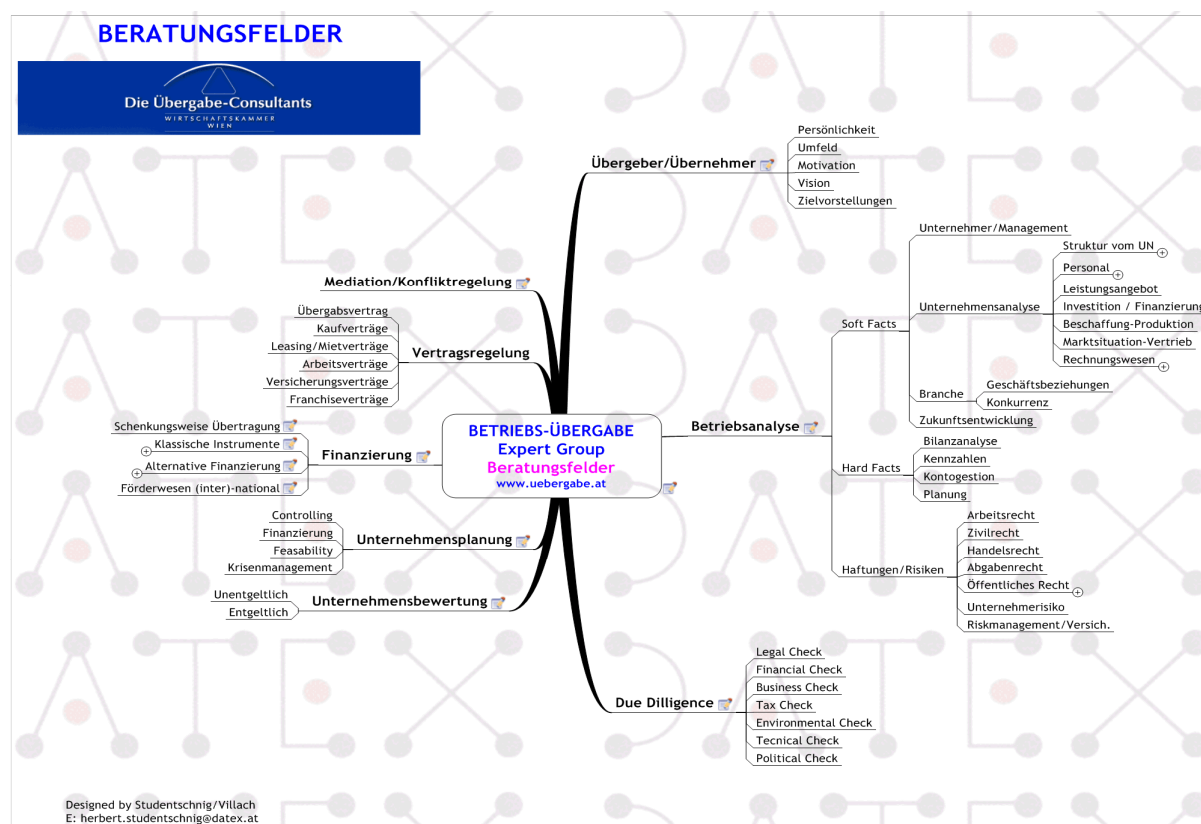 BERATUNGSFELDER
Die Übergabe-Consultants
WIRTSCHAFTSKAMMER
WIEN
Übergeber/Übernehmer
Persönlichkeit
Umfeld
Motivation
Vision
Zielvorstellungen
Mediation/Konfliktregelung
Vertragsregelung
Übergabsvertrag
Kaufverträge
Leasing/Mietverträge
Arbeitsverträge
Versicherungsverträge
Franchiseverträge
Finanzierung
Schenkungsweise Übertragung
Klassische Instrumente
Alternative Finanzierung
Förderwesen (inter)-national
Unternehmensplanung
Controlling
Finanzierung
Feasability
Krisenmanagement
Unternehmensbewertung
Unentgeltlich
Entgeltlich
BETRIEBS-ÜBERGABE
Expert Group
Beratungsfelder
www.uebergabe.at
Betriebsanalyse
Soft Facts
Unternehmer/Management
Unternehmensanalyse
Struktur vom UN
Personal
Leistungsangebot
Investition / Finanzierung
Beschaffung-Produktion
Marktsituation-Vertrieb
Rechnungswesen
Branche
Geschäftsbeziehungen
Konkurrenz
Zukunftsentwicklung
Hard Facts
Bilanzanalyse
Kennzahlen
Kontogestion
Planung
Haftungen/Risiken
Arbeitsrecht
Zivilrecht
Handelsrecht
Abgabenrecht
Öffentliches Recht
Unternehmerisiko
Riskmanagement/Versich.
Due Dilligence
Legal Check
Financial Check
Business Check
Tax Check
Environmental Check
Tecnical Check
Political Check
Designed by Studentschnig/Villach
E: herbert.studentschnig@datex.at